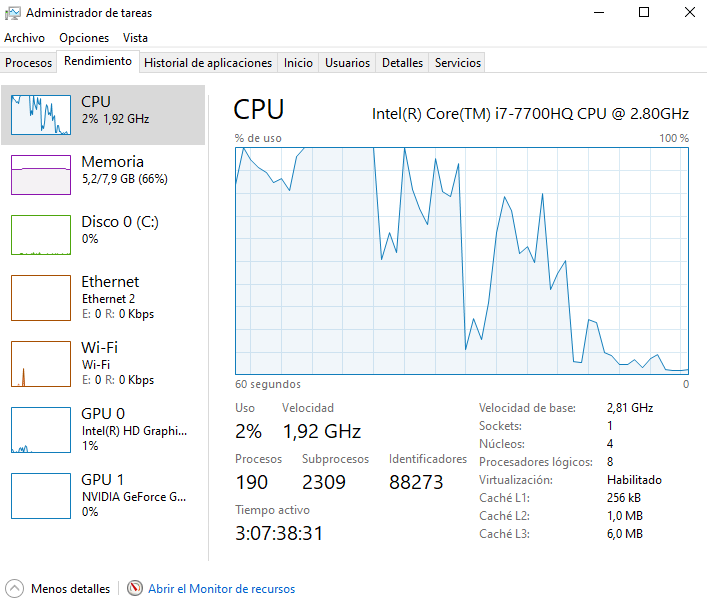 Administrador de tareas
Archivo Opciones Vista
Procesos Rendimiento Historial de aplicaciones Inicio Usuarios Detalles Servicios
CPU
2% 1,92 GHz
Memoria
5,2/7,9 GB (66%)
Disco 0 (C:)
0%
Ethernet
Ethernet 2
E: 0 R: 0 Kbps
Wi-Fi
Wi-Fi
E: 0 R: 0 Kbps
GPU 0
Intel(R) HD Graphi...
1%
GPU 1
NVIDIA GeForce G...
0%
CPU Intel(R) Core(TM) i7-7700HQ CPU @ 2.80GHz
% de uso 100 %
60 segundos 0
Uso Velocidad
2% 1,92 GHz
Procesos Subprocesos Identificadores
190 2309 88273
Tiempo activo
3:07:38:31
Velocidad de base: 2,81 GHz
Sockets: 1
Núcleos: 4
Procesadores lógicos: 8
Virtualización: Habilitado
Caché L1: 256 kB
Caché L2: 1,0 MB
Caché L3: 6,0 MB
Menos detalles Abrir el Monitor de recursos